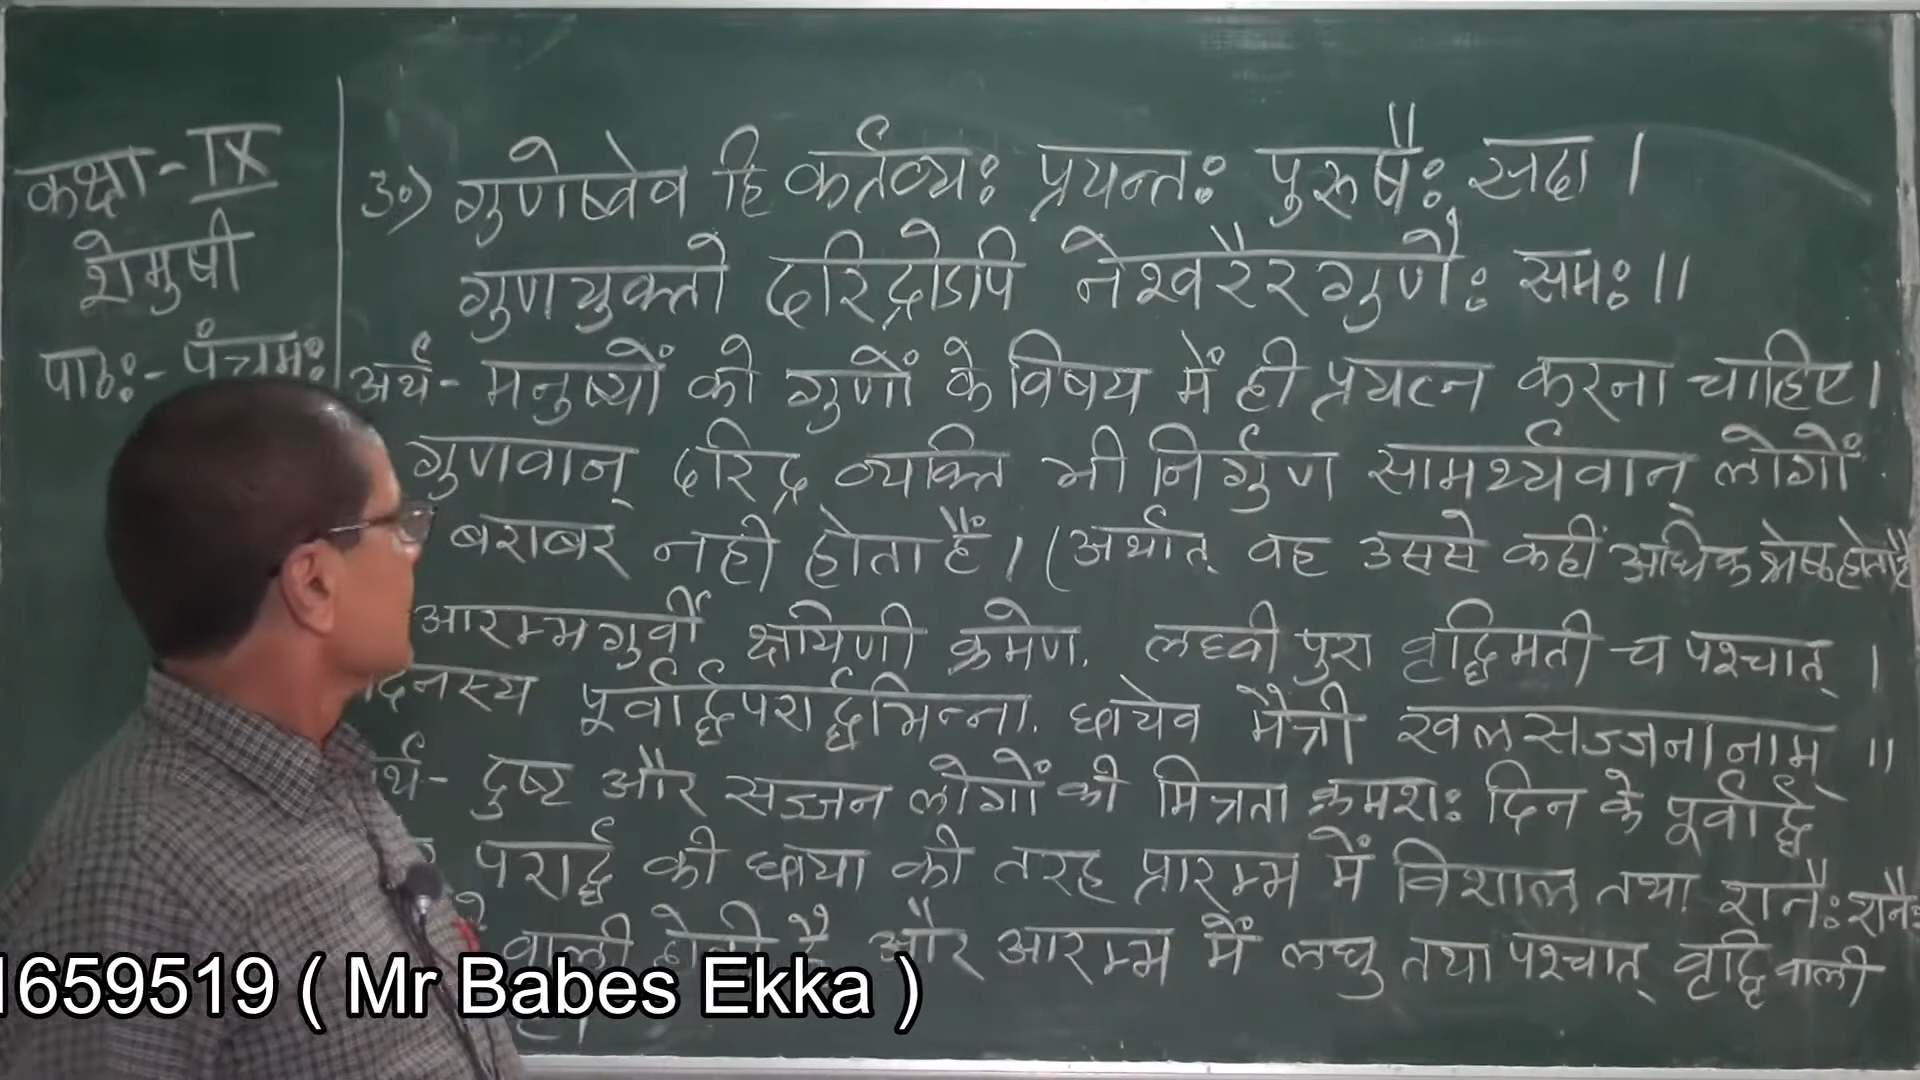 कक्षा - IX
शेमुषी
पाठः - पंचमः
3०) गुणेष्वेव हि कर्तव्यः प्रयन्तः पुरूषैः सदा ।
गुणयुक्तो दरिद्रोडपि नेश्वरैरगुणैः समः ॥
अर्थ - मनुष्यों को गुणों के विषय में ही प्रयत्न करना चाहिए ।
गुणवान् दरिद्र व्यक्ति भी निर्गुण सामर्थ्यवान् लोगों
बराबर नही होता है । (अर्थात् वह उससे कहीं अधिक श्रेष्ठ होता है
आरम्भगुर्वी क्षयिणी क्रमेण. लघ्वी पुरा वृद्धिमती च पश्चात् ।
दिनस्य पूर्वार्द्धपरार्द्धभिन्ना. छायेव मैत्री खलसज्जनानाम् ॥
र्थ - दुष्ट और सज्जन लोगों की मित्रता क्रमशः दिन के पूर्वार्द्ध
परार्द्ध की छाया की तरह प्रारम्भ में विशाल तथा शनैः शनैः
वाली होती है और आरम्भ में लघु तथा पश्चात् वृद्धि वाली
1659519 ( Mr Babes Ekka )